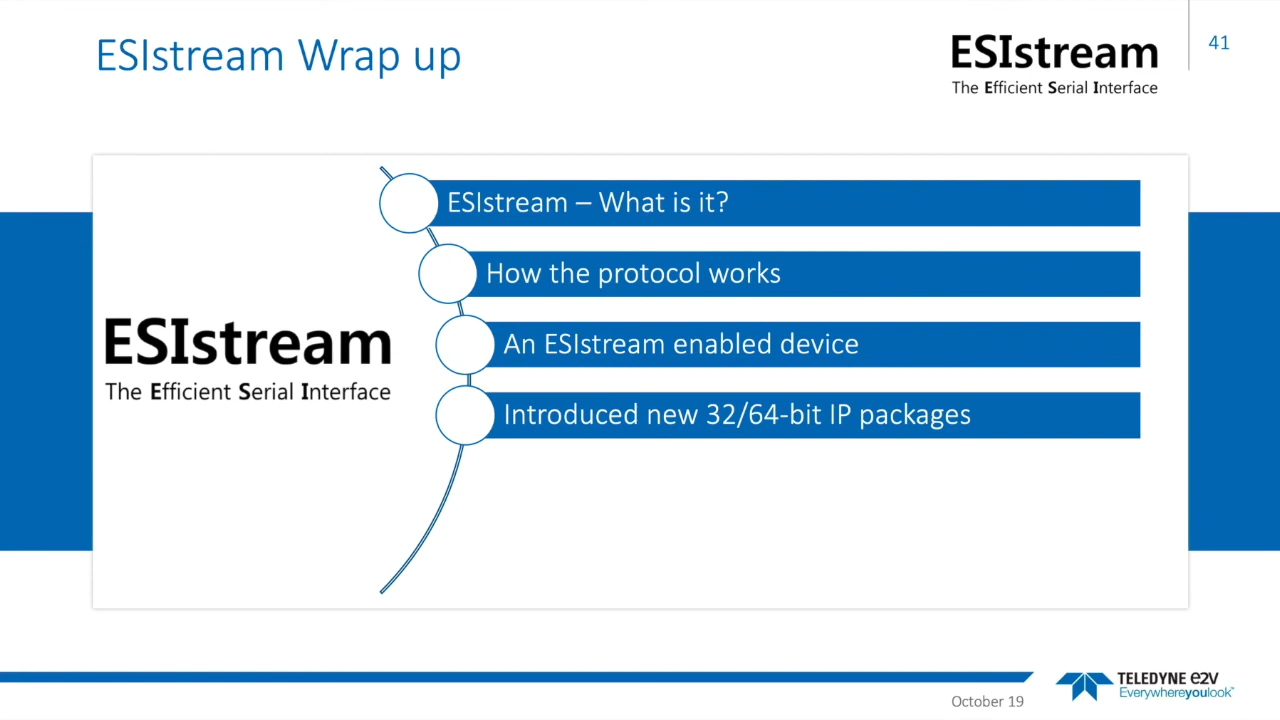 ESIstream Wrap up
ESIstream
The Efficient Serial Interface
41
ESIstream – What is it?
How the protocol works
An ESIstream enabled device
Introduced new 32/64-bit IP packages
ESIstream
The Efficient Serial Interface
October 19
TELEDYNE e2v
Everywhereyoulook™